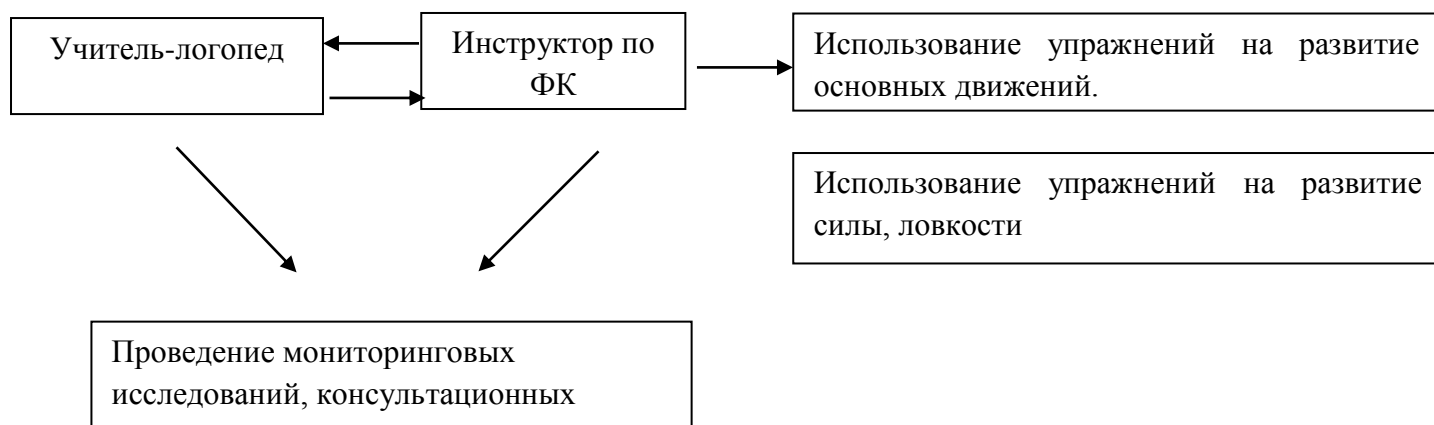 Учитель-логопед
Инструктор по
ФК
Использование упражнений на развитие
основных движений.
Использование упражнений на развитие
силы, ловкости
Проведение мониторинговых
исследований, консультационных